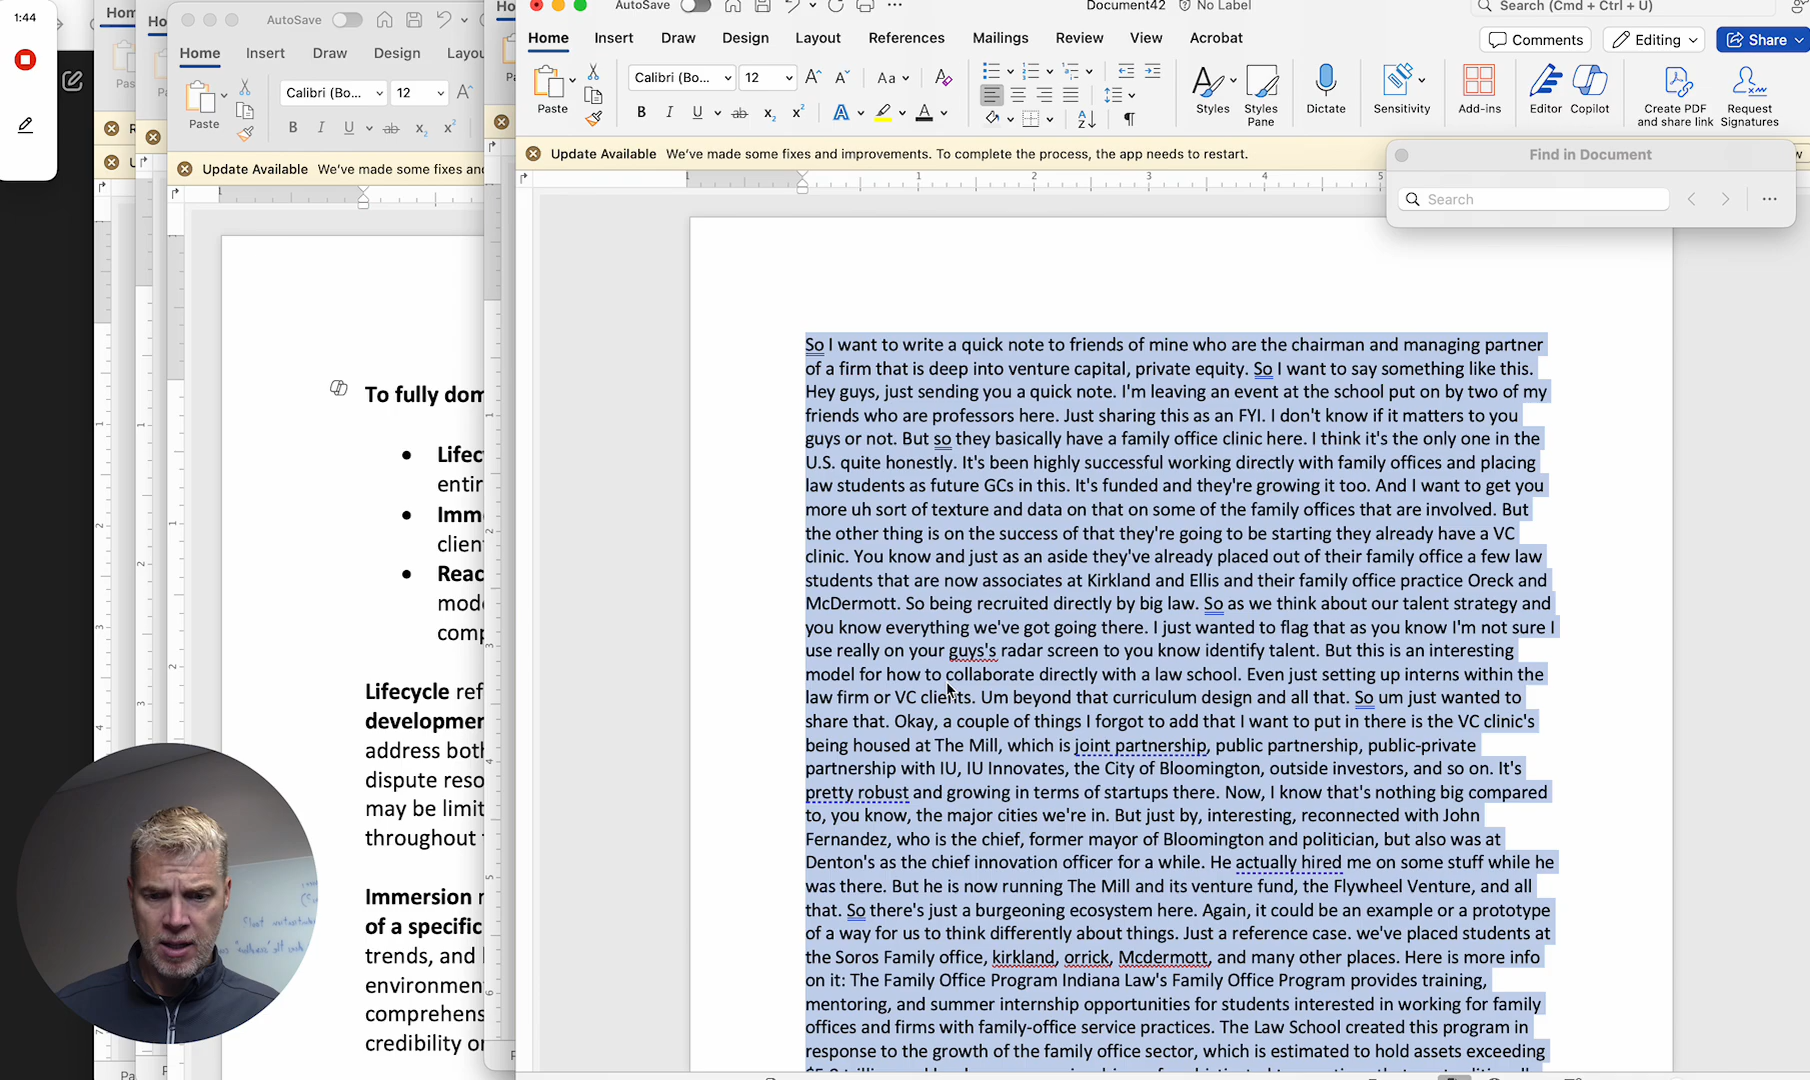 1:44
AutoSave
Home Insert Draw Design Layou
Calibri (Bo... 12
Paste
B I U ab x₂ x²
Update Available We've made some fixes and
To fully dom
Lifec
entir
Imm
clien
Reac
mode
comp
Lifecycle ref
developmen
address both
dispute reso
may be limit
throughout t
Immersion r
of a specific
trends, and
environment
comprehens
credibility o
AutoSave Document42 No Label Search (Cmd + Ctrl + U)
Home Insert Draw Design Layout References Mailings Review View Acrobat Comments Editing Share
Calibri (Bo... 12 Aa
Paste
B I U ab x₂ x² A A
Styles Styles Pane Dictate Sensitivity Add-ins Editor Copilot Create PDF and share link Request Signatures
Update Available We've made some fixes and improvements. To complete the process, the app needs to restart.
Find in Document
Search
So I want to write a quick note to friends of mine who are the chairman and managing partner
of a firm that is deep into venture capital, private equity. So I want to say something like this.
Hey guys, just sending you a quick note. I'm leaving an event at the school put on by two of my
friends who are professors here. Just sharing this as an FYI. I don't know if it matters to you
guys or not. But so they basically have a family office clinic here. I think it's the only one in the
U.S. quite honestly. It's been highly successful working directly with family offices and placing
law students as future GCs in this. It's funded and they're growing it too. And I want to get you
more uh sort of texture and data on that on some of the family offices that are involved. But
the other thing is on the success of that they're going to be starting they already have a VC
clinic. You know and just as an aside they've already placed out of their family office a few law
students that are now associates at Kirkland and Ellis and their family office practice Oreck and
McDermott. So being recruited directly by big law. So as we think about our talent strategy and
you know everything we've got going there. I just wanted to flag that as you know I'm not sure I
use really on your guys's radar screen to you know identify talent. But this is an interesting
model for how to collaborate directly with a law school. Even just setting up interns within the
law firm or VC clients. Um beyond that curriculum design and all that. So um just wanted to
share that. Okay, a couple of things I forgot to add that I want to put in there is the VC clinic's
being housed at The Mill, which is joint partnership, public partnership, public-private
partnership with IU, IU Innovates, the City of Bloomington, outside investors, and so on. It's
pretty robust and growing in terms of startups there. Now, I know that's nothing big compared
to, you know, the major cities we're in. But just by, interesting, reconnected with John
Fernandez, who is the chief, former mayor of Bloomington and politician, but also was at
Denton's as the chief innovation officer for a while. He actually hired me on some stuff while he
was there. But he is now running The Mill and its venture fund, the Flywheel Venture, and all
that. So there's just a burgeoning ecosystem here. Again, it could be an example or a prototype
of a way for us to think differently about things. Just a reference case. we've placed students at
the Soros Family office, kirkland, orrick, Mcdermott, and many other places. Here is more info
on it: The Family Office Program Indiana Law's Family Office Program provides training,
mentoring, and summer internship opportunities for students interested in working for family
offices and firms with family-office service practices. The Law School created this program in
response to the growth of the family office sector, which is estimated to hold assets exceeding